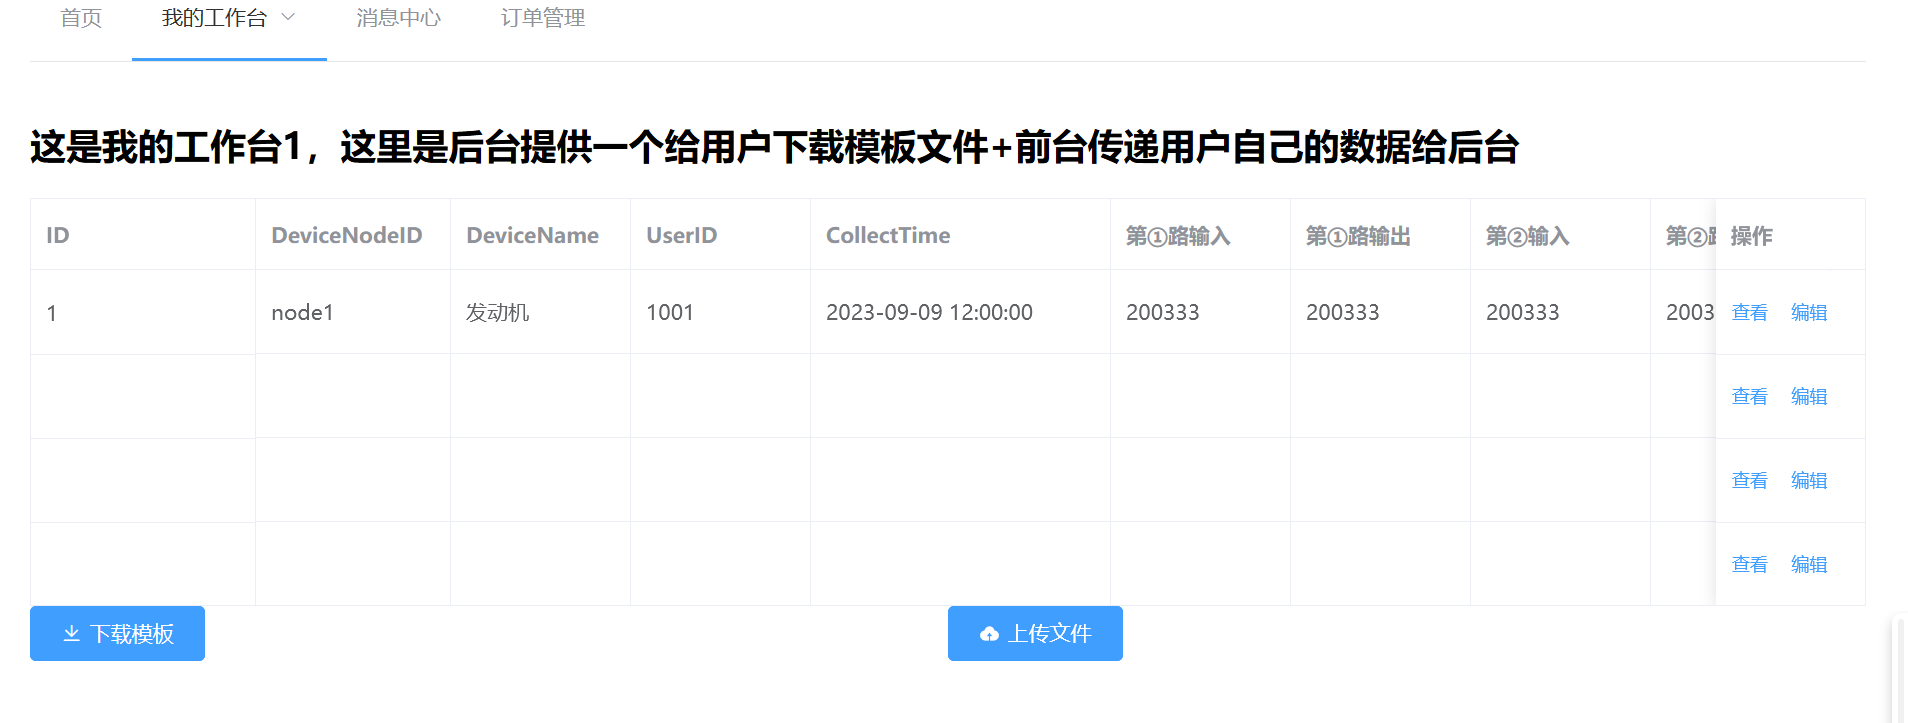 首页 我的工作台 消息中心 订单管理
这是我的工作台1，这里是后台提供一个给用户下载模板文件+前台传递用户自己的数据给后台
ID DeviceNodeID DeviceName UserID CollectTime 第①路输入 第①路输出 第②输入 第② 操作
1 node1 发动机 1001 2023-09-09 12:00:00 200333 200333 200333 2003 查看 编辑
查看 编辑
查看 编辑
查看 编辑
下载模板 上传文件